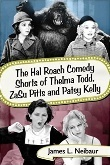 The Hal Roach Comedy
Shorts of Thelma Todd,
ZaSu Pitts and Patsy Kelly
James L. Neibaur